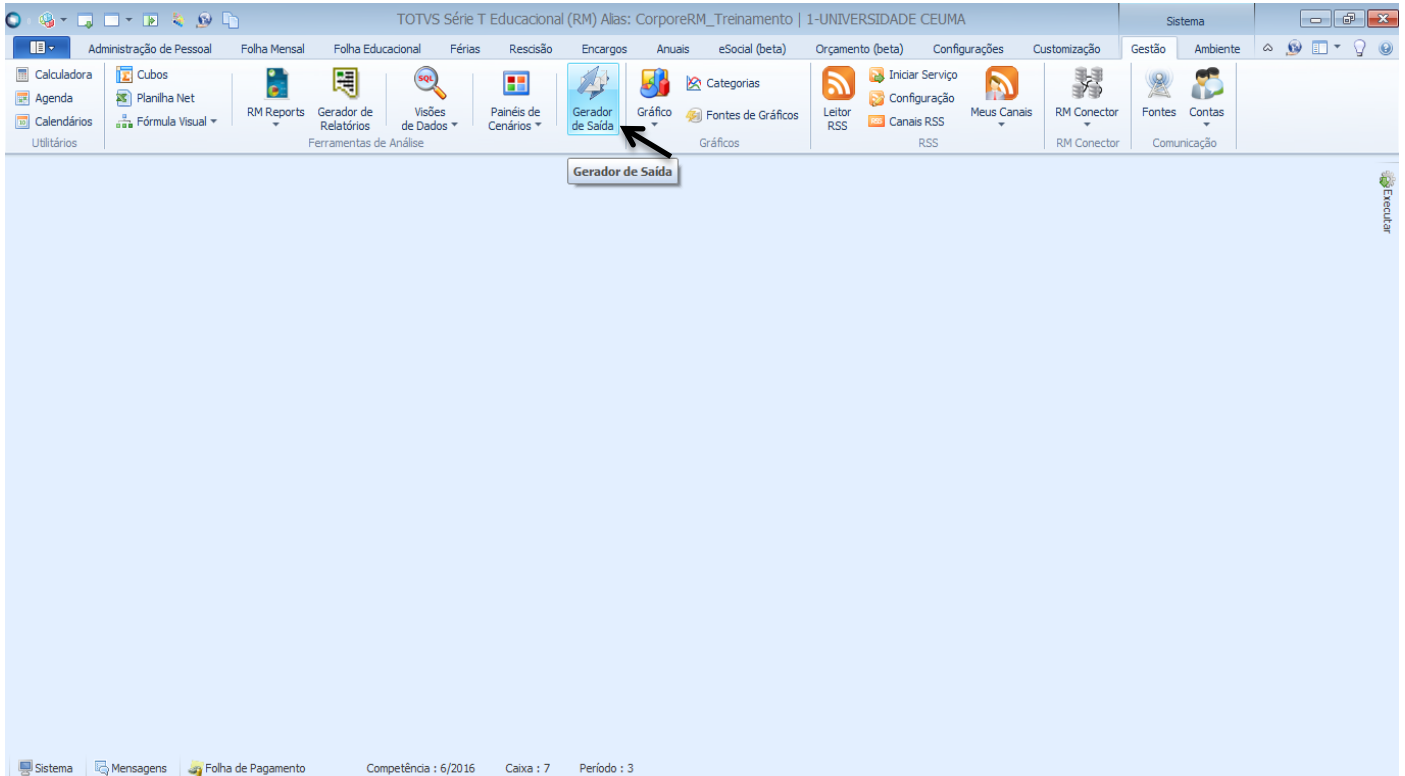 TOTVS Série T Educacional (RM) Alias: CorporeRM_Treinamento | 1-UNIVERSIDADE CEUMA
Sistema
Administração de Pessoal Folha Mensal Folha Educacional Férias Rescisão Encargos Anuais eSocial (beta) Orçamento (beta) Configurações Customização Gestão Ambiente
Calculadora
Agenda
Calendários
Utilitários
Cubos
Planilha Net
Fórmula Visual
RM Reports
Gerador de
Relatórios
SQL
Visões
de Dados
Painéis de
Cenários
Gerador
de Saída
Ferramentas de Análise
Gráfico
Categorias
Fontes de Gráficos
Gráficos
Leitor
RSS
Iniciar Serviço
Configuração
Canais RSS
Meus Canais
RSS
RM Conector
RM Conector
Fontes
Contas
Comunicação
Gerador de Saída
Executar
Sistema Mensagens Folha de Pagamento Competência : 6/2016 Caixa : 7 Período : 3